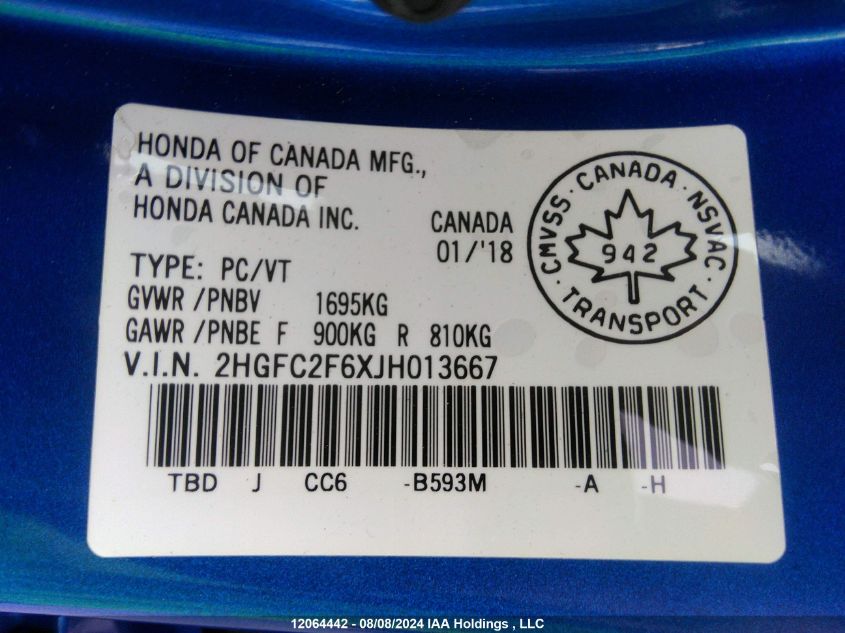 HONDA OF CANADA MFG.,
A DIVISION OF
HONDA CANADA INC.
CANADA
01/'18
CMVSS · CANADA · NSVAC · TRANSPORT ·
942
TYPE: PC/VT
GVWR /PNBV 1695KG
GAWR /PNBE F 900KG R 810KG
V.I.N. 2HGFC2F6XJH013667
TBD J CC6 -B593M -A -H
12064442 - 08/08/2024 IAA Holdings , LLC